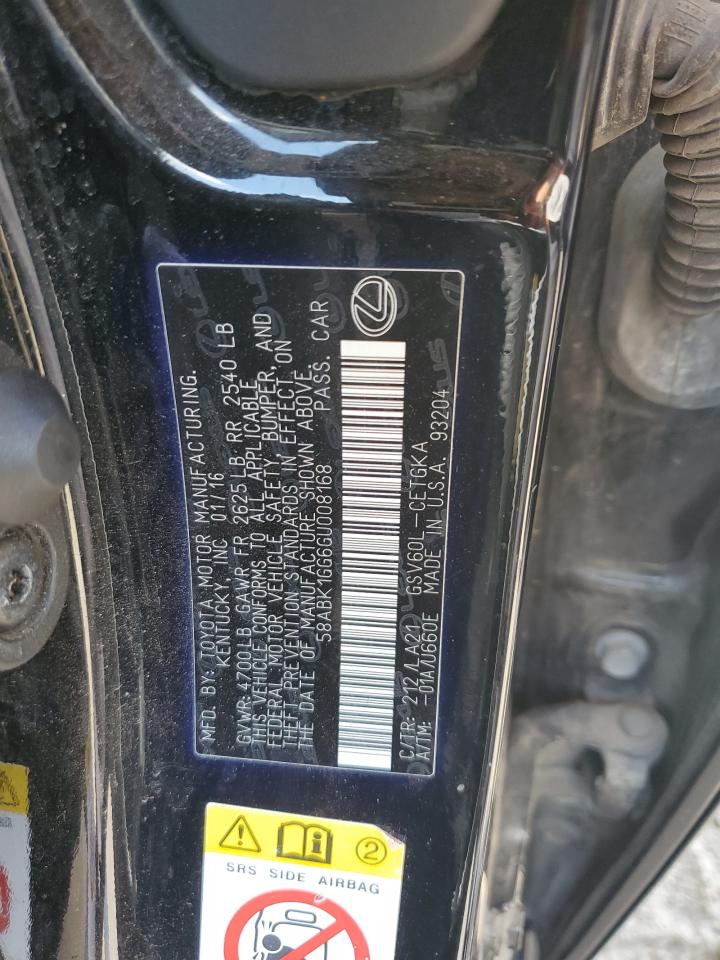 MFD. BY: TOYOTA MOTOR MANUFACTURING.
KENTUCKY, INC 01/16
GVWR: 4700LB GAWR FR 2625 LB RR 2540 LB
THIS VEHICLE CONFORMS TO ALL APPLICABLE
FEDERAL MOTOR VEHICLE SAFETY, BUMPER, AND
THEFT PREVENTION STANDARDS IN EFFECT ON
THE DATE OF MANUFACTURE SHOWN ABOVE.
58ABK1GG6GU008168 PASS. CAR
C/TR: 212/LA21 GSV60L-CETGKA
A/TM: -01A/U660E MADE IN U.S.A. 93204
2
SRS SIDE AIRBAG